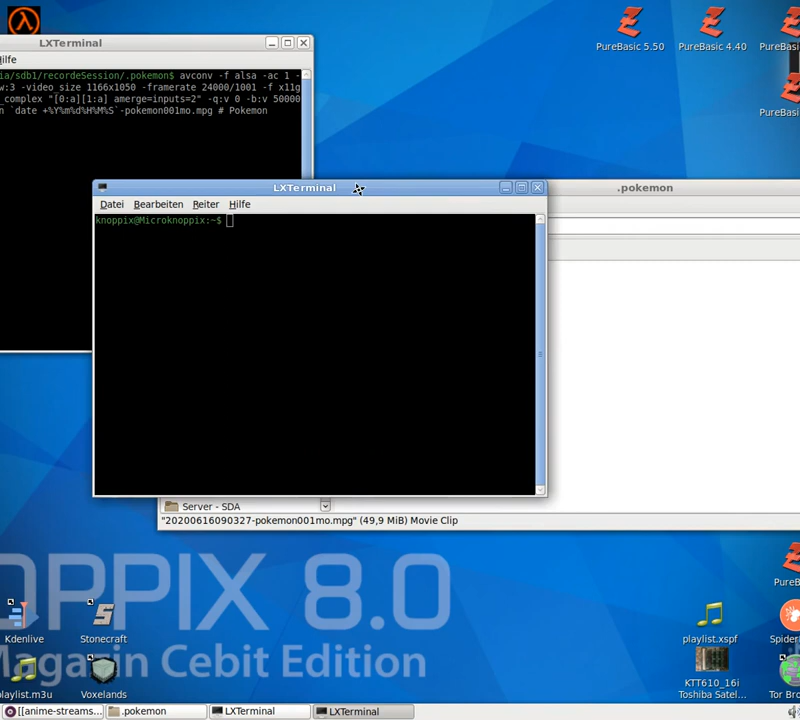 LXTerminal
ilfe
ia/sdb1/recordeSession/.pokemon$ avconv -f alsa -ac 1 -
w:3 -video_size 1166x1050 -framerate 24000/1001 -f x11g
_complex "[0:a][1:a] amerge=inputs=2" -q:v 0 -b:v 50000
n `date +%Y%m%d%H%M%S`-pokemon001mo.mpg # Pokemon
PureBasic 5.50
PureBasic 4.40
PureBasi
PureBasi
LXTerminal
.pokemon
Datei Bearbeiten Reiter Hilfe
knoppix@Microknoppix:~$
Server - SDA
"20200616090327-pokemon001mo.mpg" (49,9 MiB) Movie Clip
OPPIX 8.0
Magazin Cebit Edition
PureB
Kdenlive
Stonecraft
playlist.xspf
Spider
playlist.m3u
Voxelands
KTT610_16i
Toshiba Satel...
Tor Bro
[[anime-streams...
.pokemon
LXTerminal
LXTerminal